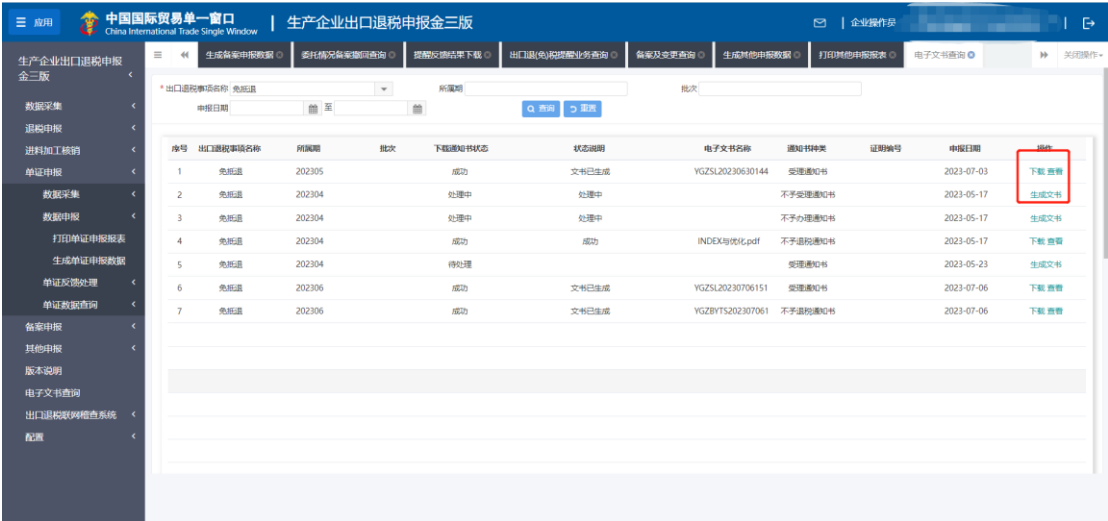 应用
中国国际贸易单一窗口
China International Trade Single Window
生产企业出口退税申报金三版
企业操作员
生产企业出口退税申报金三版
数据采集
退税申报
进料加工核销
单证申报
数据采集
数据申报
打印单证申报报表
生成单证申报数据
单证反馈处理
单证数据查询
备案申报
其他申报
版本说明
电子文书查询
出口退税联网稽查系统
配置
生成备案申报数据 委托情况备案撤回查询 提醒反馈结果下载 出口退(免)税提醒业务查询 备案及变更查询 生成其他申报数据 打印其他申报报表 电子文书查询 关闭操作
* 出口退税事项名称 免抵退 所属期 批次
申报日期 至 查询 重置
序号 出口退税事项名称 所属期 批次 下载通知书状态 状态说明 电子文书名称 通知书种类 证明编号 申报日期 操作
1 免抵退 202305 成功 文书已生成 YGZSL20230630144 受理通知书 2023-07-03 下载 查看
2 免抵退 202304 处理中 处理中 不予受理通知书 2023-05-17 生成文书
3 免抵退 202304 处理中 处理中 不予办理通知书 2023-05-17 生成文书
4 免抵退 202304 成功 成功 INDEX与优化.pdf 不予退税通知书 2023-05-17 下载 查看
5 免抵退 202304 待处理 受理通知书 2023-05-23 生成文书
6 免抵退 202306 成功 文书已生成 YGZSL20230706151 受理通知书 2023-07-06 下载 查看
7 免抵退 202306 成功 文书已生成 YGZBYTS202307061 不予退税通知书 2023-07-06 下载 查看